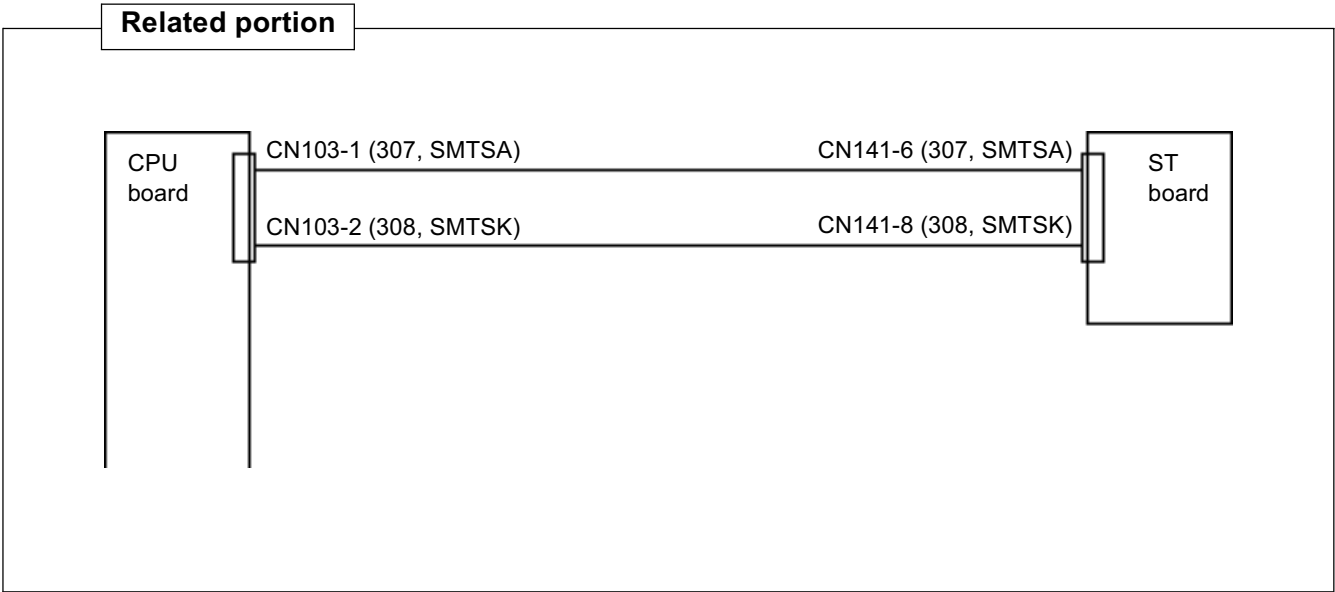 Related portion
CPU
board
CN103-1 (307, SMTSA)
CN141-6 (307, SMTSA)
ST
board
CN103-2 (308, SMTSK)
CN141-8 (308, SMTSK)